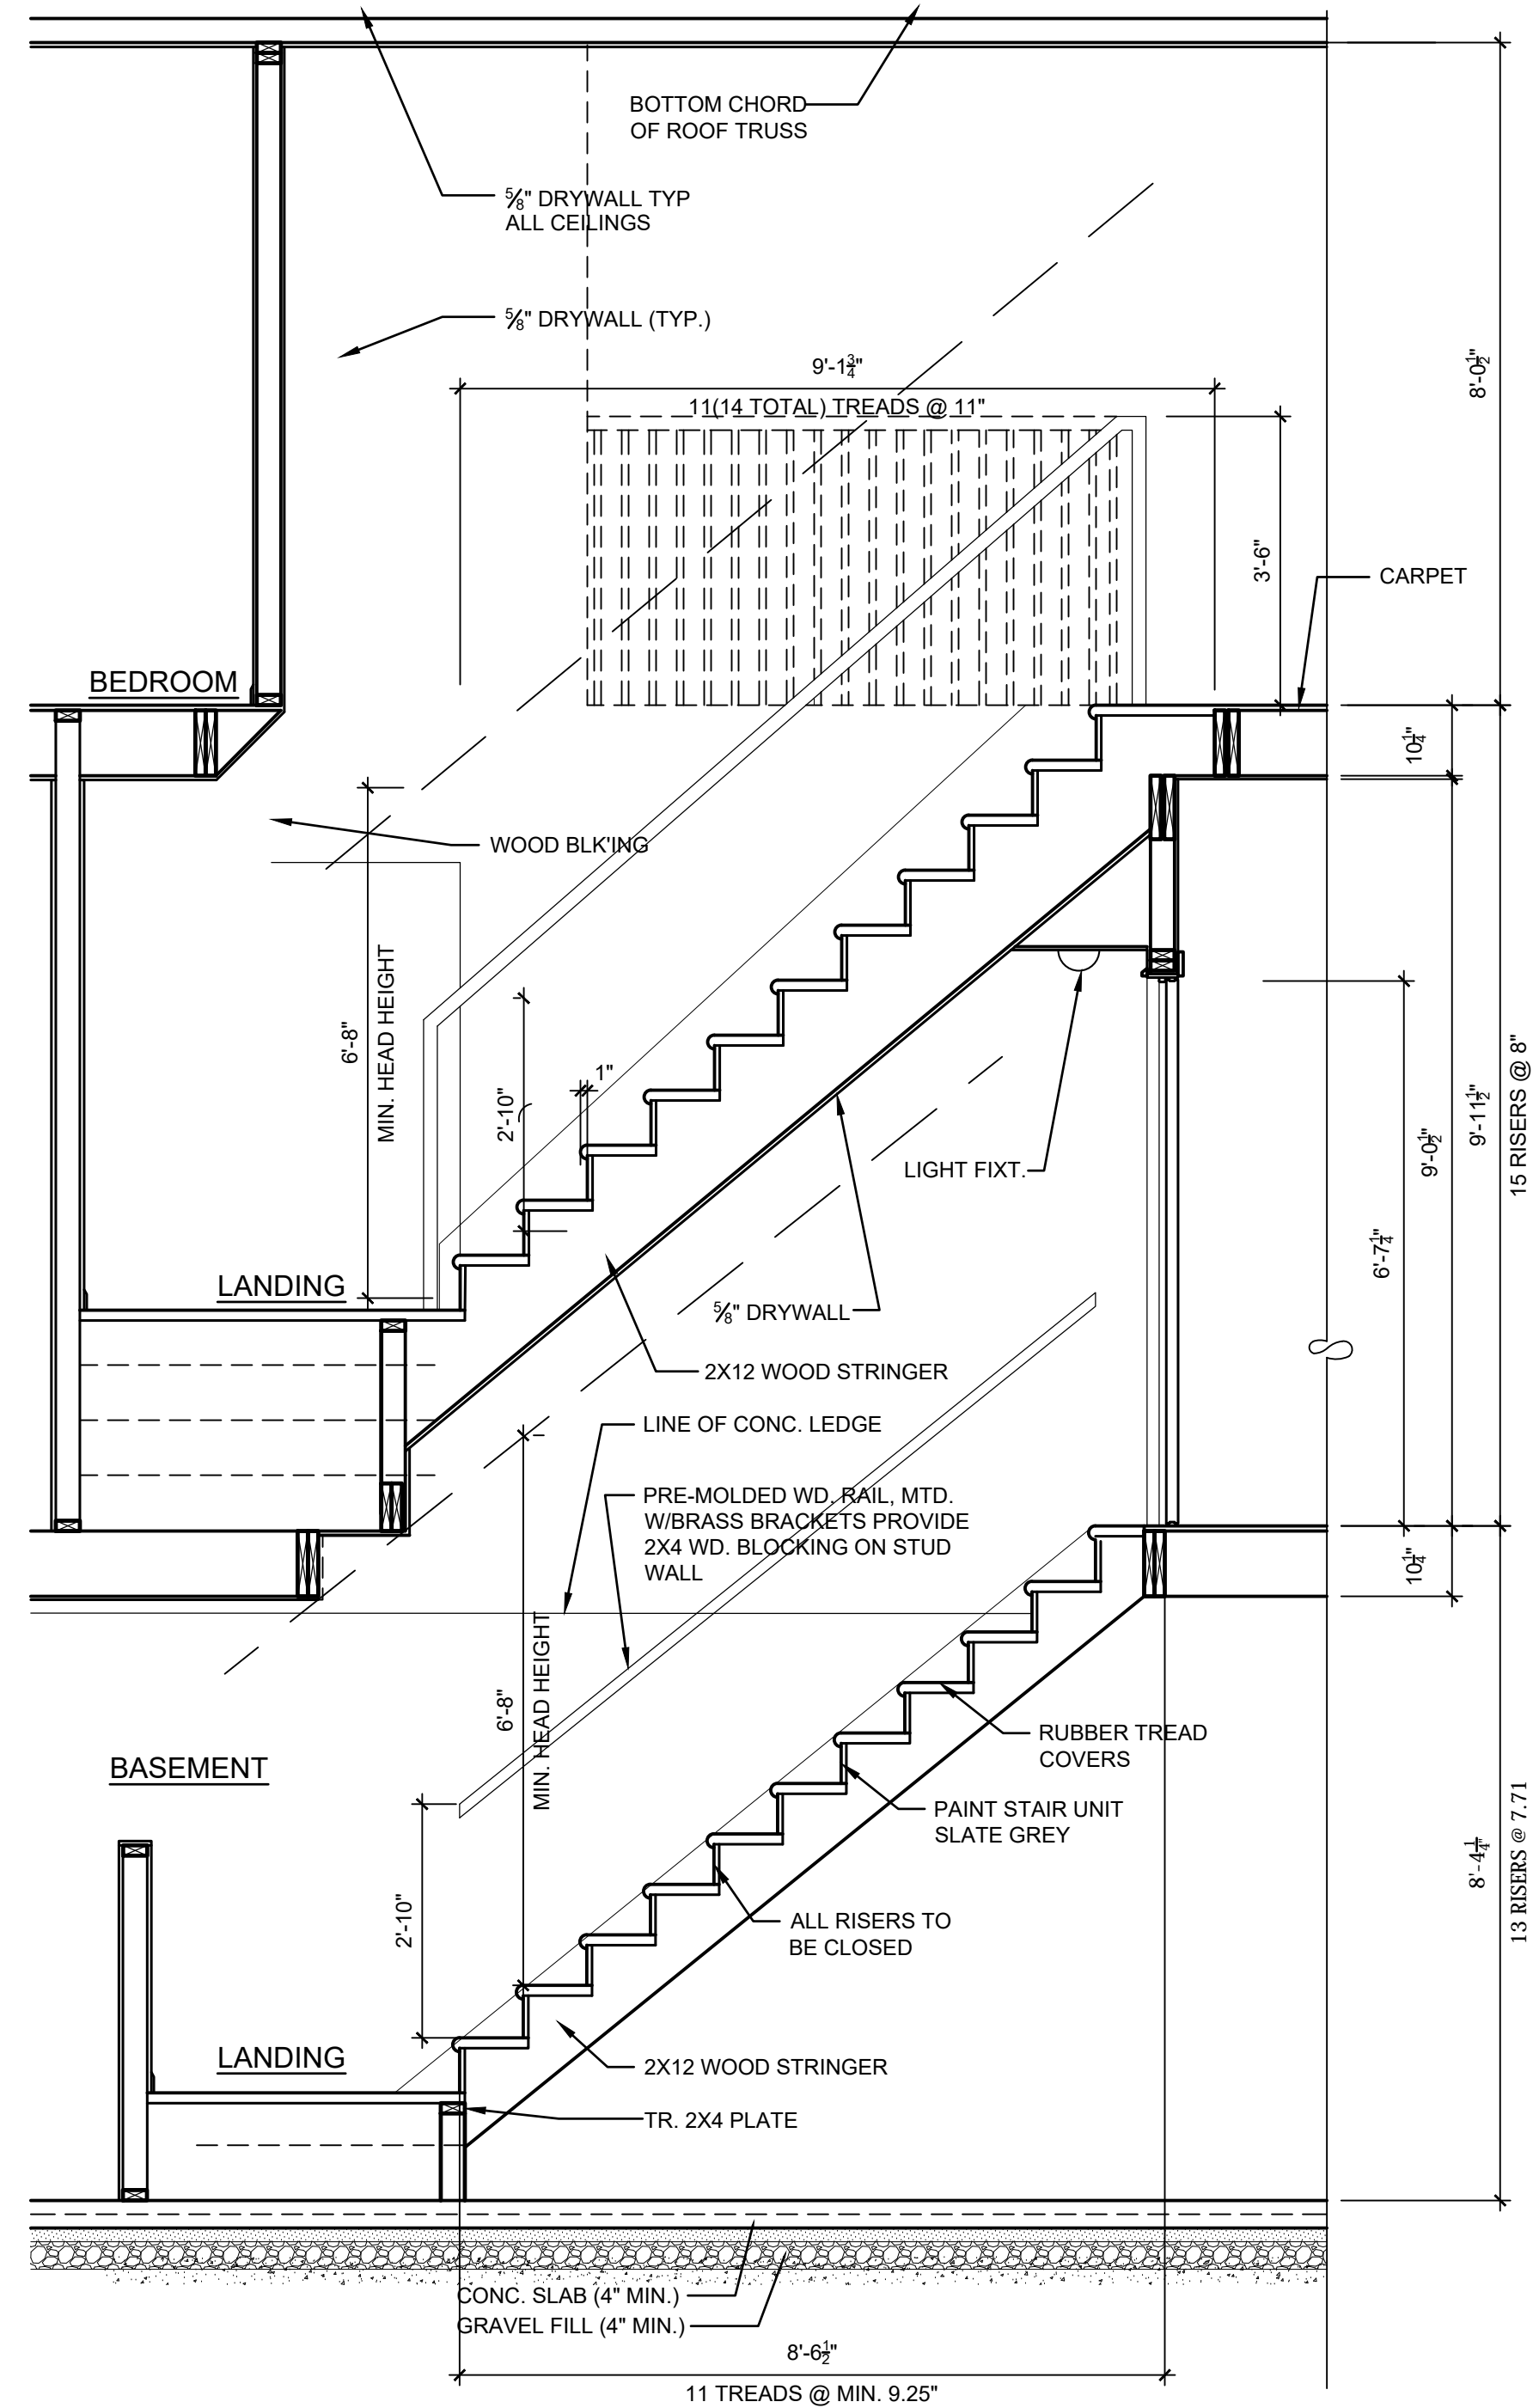 BOTTOM CHORD
OF ROOF TRUSS
⅝" DRYWALL TYP
ALL CEILINGS
⅝" DRYWALL (TYP.)
8'-0½"
9'-1¾"
11(14 TOTAL) TREADS @ 11"
3'-6"
CARPET
BEDROOM
10¼"
WOOD BLK'ING
6'-8"
MIN. HEAD HEIGHT
1"
2'-10"
LIGHT FIXT.
6'-7¼"
9'-0½"
9'-11½"
15 RISERS @ 8"
LANDING
⅝" DRYWALL
2X12 WOOD STRINGER
LINE OF CONC. LEDGE
PRE-MOLDED WD. RAIL, MTD.
W/BRASS BRACKETS PROVIDE
2X4 WD. BLOCKING ON STUD
WALL
10¼"
6'-8"
MIN. HEAD HEIGHT
RUBBER TREAD
COVERS
BASEMENT
PAINT STAIR UNIT
SLATE GREY
8'-4¼"
13 RISERS @ 7.71
2'-10"
ALL RISERS TO
BE CLOSED
LANDING
2X12 WOOD STRINGER
TR. 2X4 PLATE
CONC. SLAB (4" MIN.)
GRAVEL FILL (4" MIN.)
8'-6½"
11 TREADS @ MIN. 9.25"